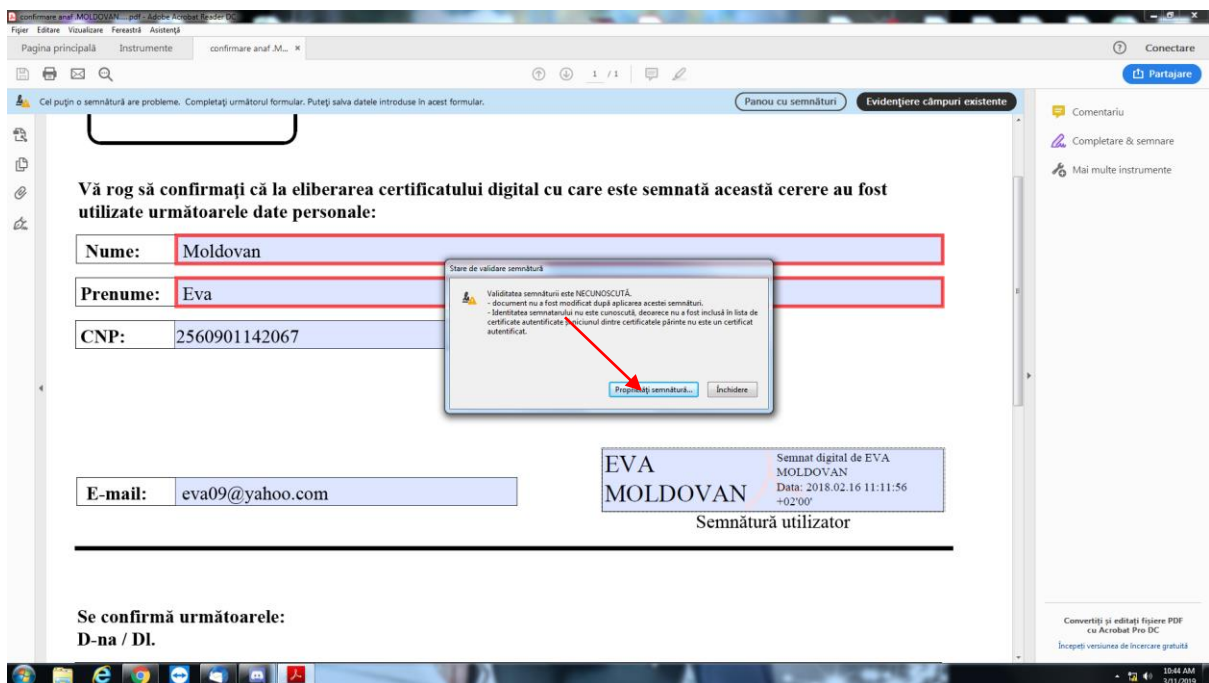 confirmare anaf .MOLDOVAN.....pdf - Adobe Acrobat Reader DC
Fișier Editare Vizualizare Fereastră Asistență
Pagina principală Instrumente confirmare anaf .M... × Conectare
1 / 1
Partajare
Cel puțin o semnătură are probleme. Completați următorul formular. Puteți salva datele introduse în acest formular.
Panou cu semnături
Evidențiere câmpuri existente
Comentariu
Completare & semnare
Mai multe instrumente
Vă rog să confirmați că la eliberarea certificatului digital cu care este semnată această cerere au fost
utilizate următoarele date personale:
Nume: Moldovan
Prenume: Eva
CNP: 2560901142067
Stare de validare semnătură
Validitatea semnăturii este NECUNOSCUTĂ.
- document nu a fost modificat după aplicarea acestei semnături.
- Identitatea semnatarului nu este cunoscută, deoarece nu a fost inclusă în lista de
certificate autentificate și niciunul dintre certificatele părinte nu este un certificat
autentificat.
Proprietăți semnătură...
Închidere
E-mail: eva09@yahoo.com
EVA
MOLDOVAN
Semnat digital de EVA
MOLDOVAN
Data: 2018.02.16 11:11:56
+02'00'
Semnătură utilizator
Se confirmă următoarele:
D-na / Dl.
Convertiți și editați fișiere PDF
cu Acrobat Pro DC
Începeți versiunea de încercare gratuită
10:44 AM
3/11/2019